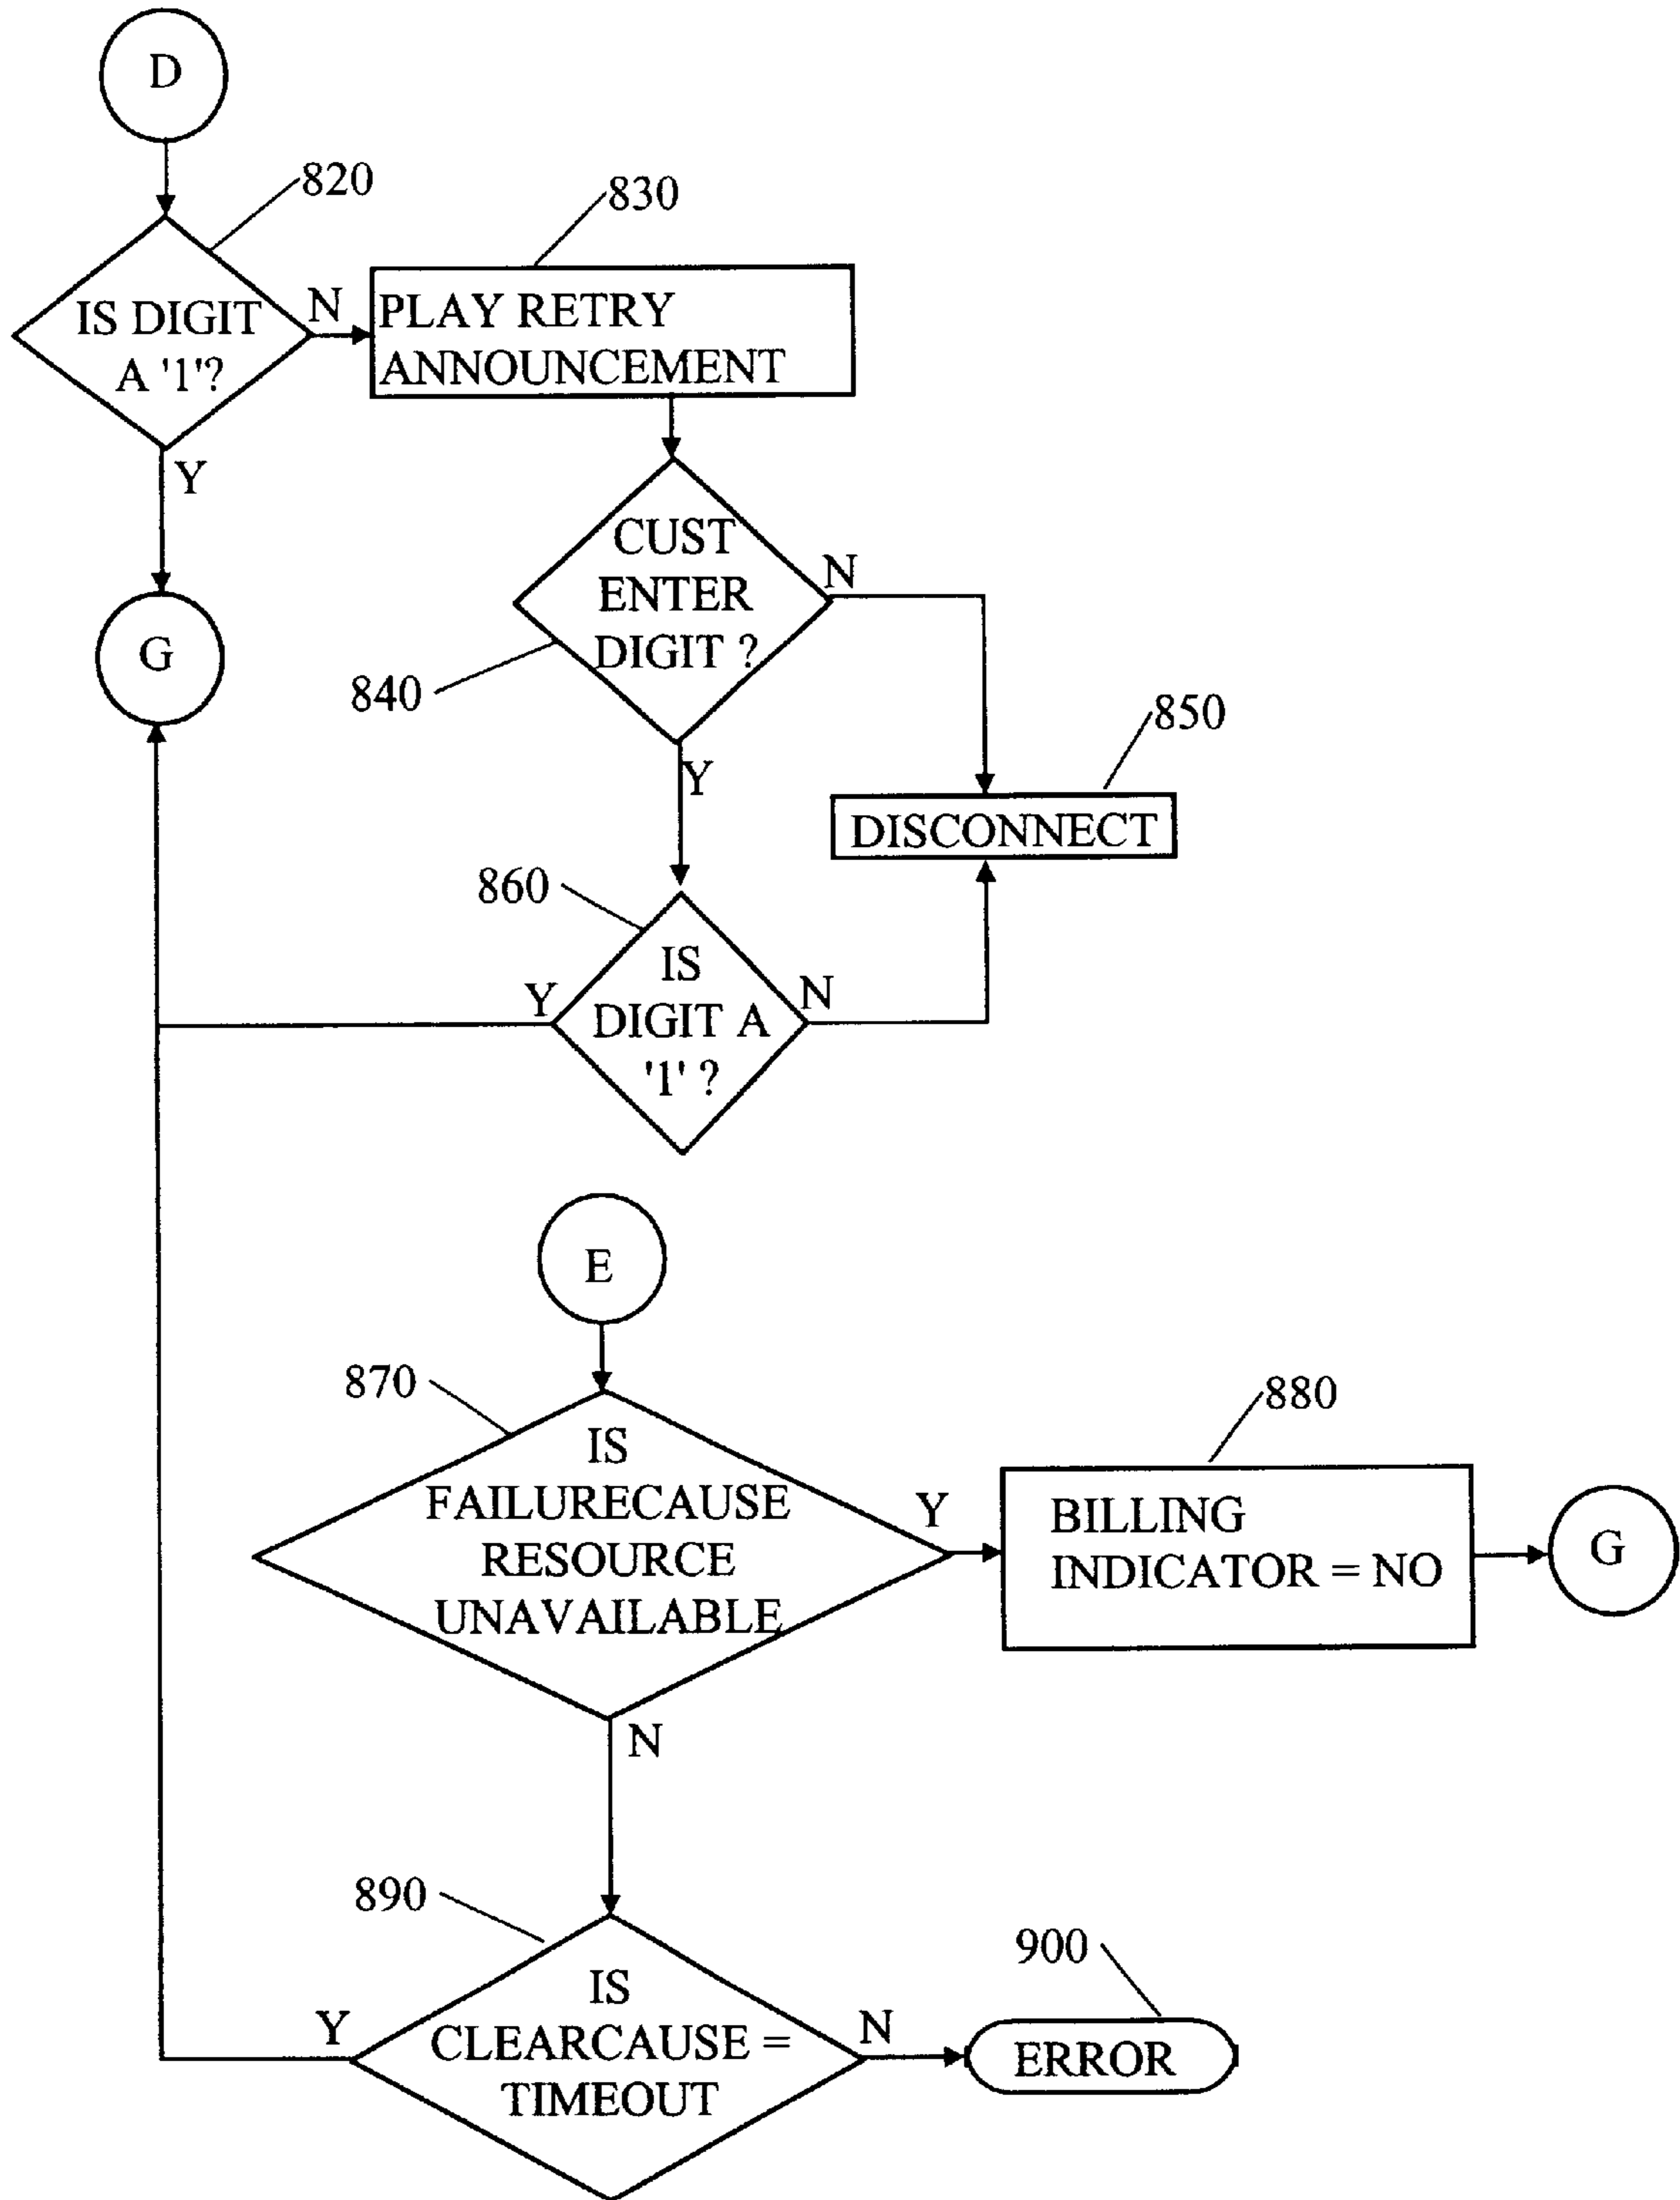 D
820
830
IS DIGIT
A '1'?
N
PLAY RETRY
ANNOUNCEMENT
Y
CUST
ENTER
DIGIT ?
N
G
840
850
Y
DISCONNECT
860
IS
DIGIT A
'1' ?
Y
N
E
870
880
IS
FAILURECAUSE
RESOURCE
UNAVAILABLE
Y
BILLING
INDICATOR = NO
G
N
890
900
IS
CLEARCAUSE =
TIMEOUT
Y
N
ERROR